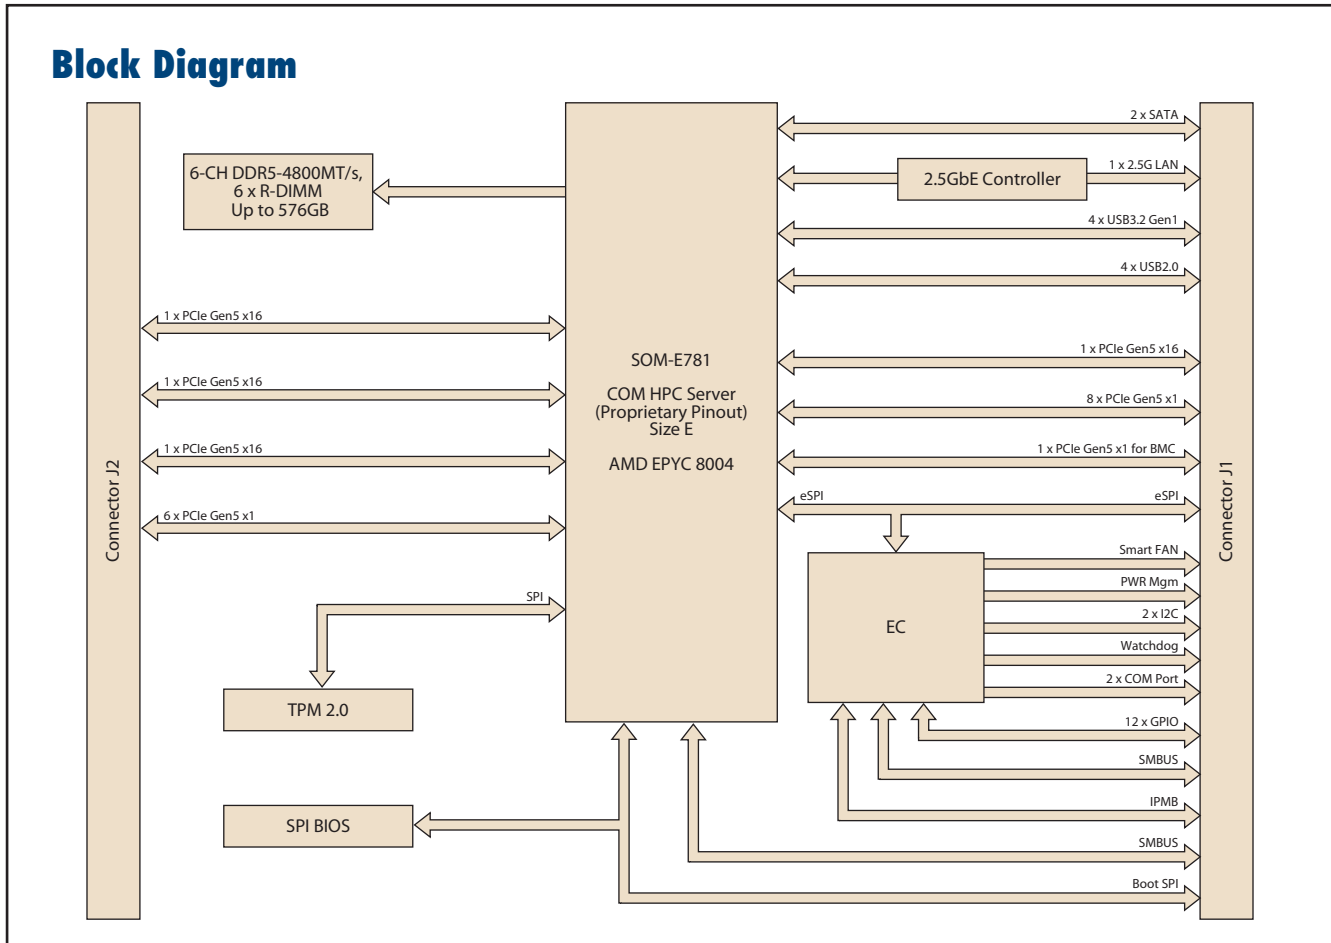 Block Diagram
6-CH DDR5-4800MT/s,
6 x R-DIMM
Up to 576GB
1 x PCIe Gen5 x16
1 x PCIe Gen5 x16
1 x PCIe Gen5 x16
6 x PCIe Gen5 x1
Connector J2
SPI
TPM 2.0
SPI BIOS
SOM-E781
COM HPC Server
(Proprietary Pinout)
Size E
AMD EPYC 8004
2 x SATA
2.5GbE Controller
1 x 2.5G LAN
4 x USB3.2 Gen1
4 x USB2.0
1 x PCIe Gen5 x16
8 x PCIe Gen5 x1
1 x PCIe Gen5 x1 for BMC
eSPI
eSPI
EC
Smart FAN
PWR Mgm
2 x I2C
Watchdog
2 x COM Port
12 x GPIO
SMBUS
IPMB
SMBUS
Boot SPI
Connector J1